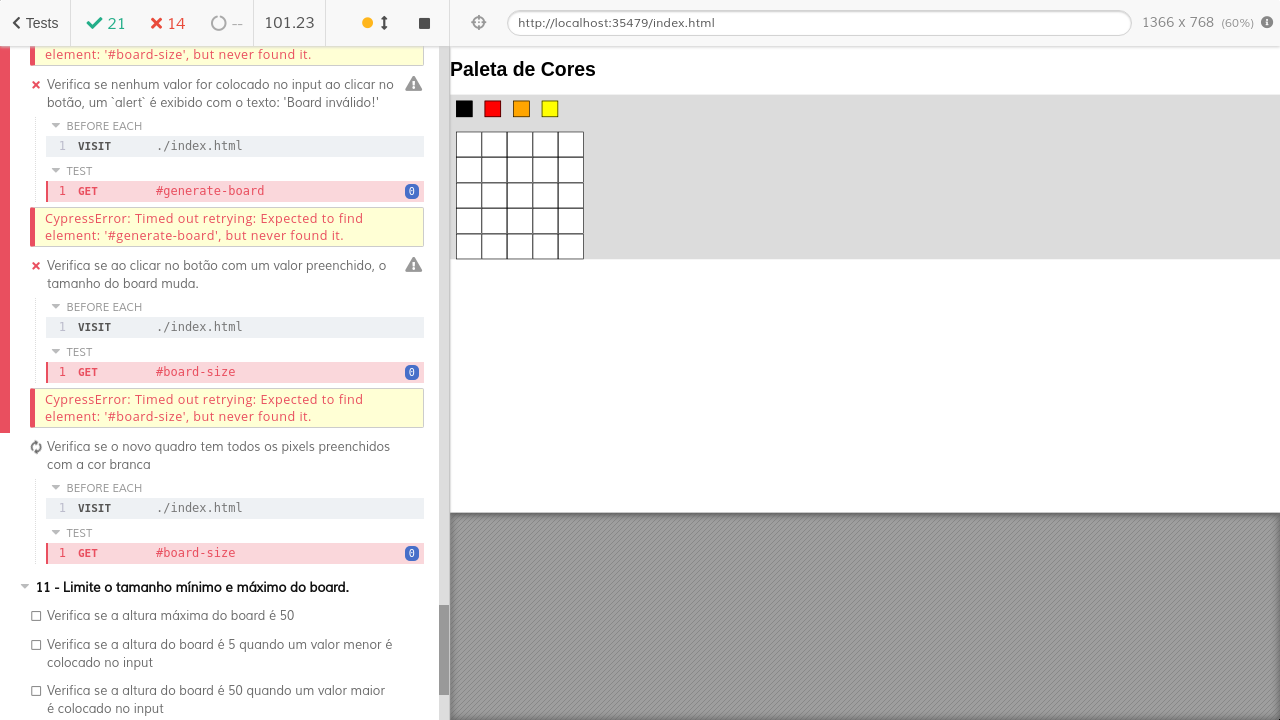 Tests 21 14 -- 101.23 http://localhost:35479/index.html 1366 x 768 (60%)
element: '#board-size', but never found it.
Verifica se nenhum valor for colocado no input ao clicar no
botão, um `alert` é exibido com o texto: 'Board inválido!'
BEFORE EACH
1 VISIT ./index.html
TEST
1 GET #generate-board 0
CypressError: Timed out retrying: Expected to find
element: '#generate-board', but never found it.
Verifica se ao clicar no botão com um valor preenchido, o
tamanho do board muda.
BEFORE EACH
1 VISIT ./index.html
TEST
1 GET #board-size 0
CypressError: Timed out retrying: Expected to find
element: '#board-size', but never found it.
Verifica se o novo quadro tem todos os pixels preenchidos
com a cor branca
BEFORE EACH
1 VISIT ./index.html
TEST
1 GET #board-size 0
11 - Limite o tamanho mínimo e máximo do board.
Verifica se a altura máxima do board é 50
Verifica se a altura do board é 5 quando um valor menor é
colocado no input
Verifica se a altura do board é 50 quando um valor maior
é colocado no input
Paleta de Cores